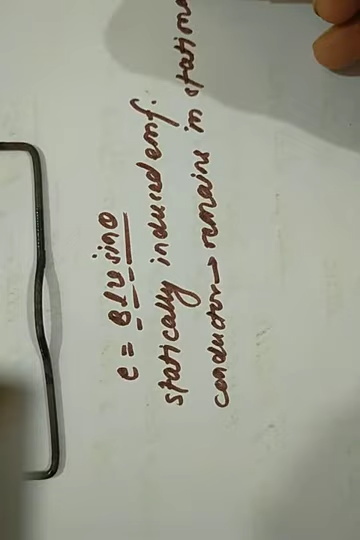 e = Blv sinθ
statically induced emf.
conductor → remains in